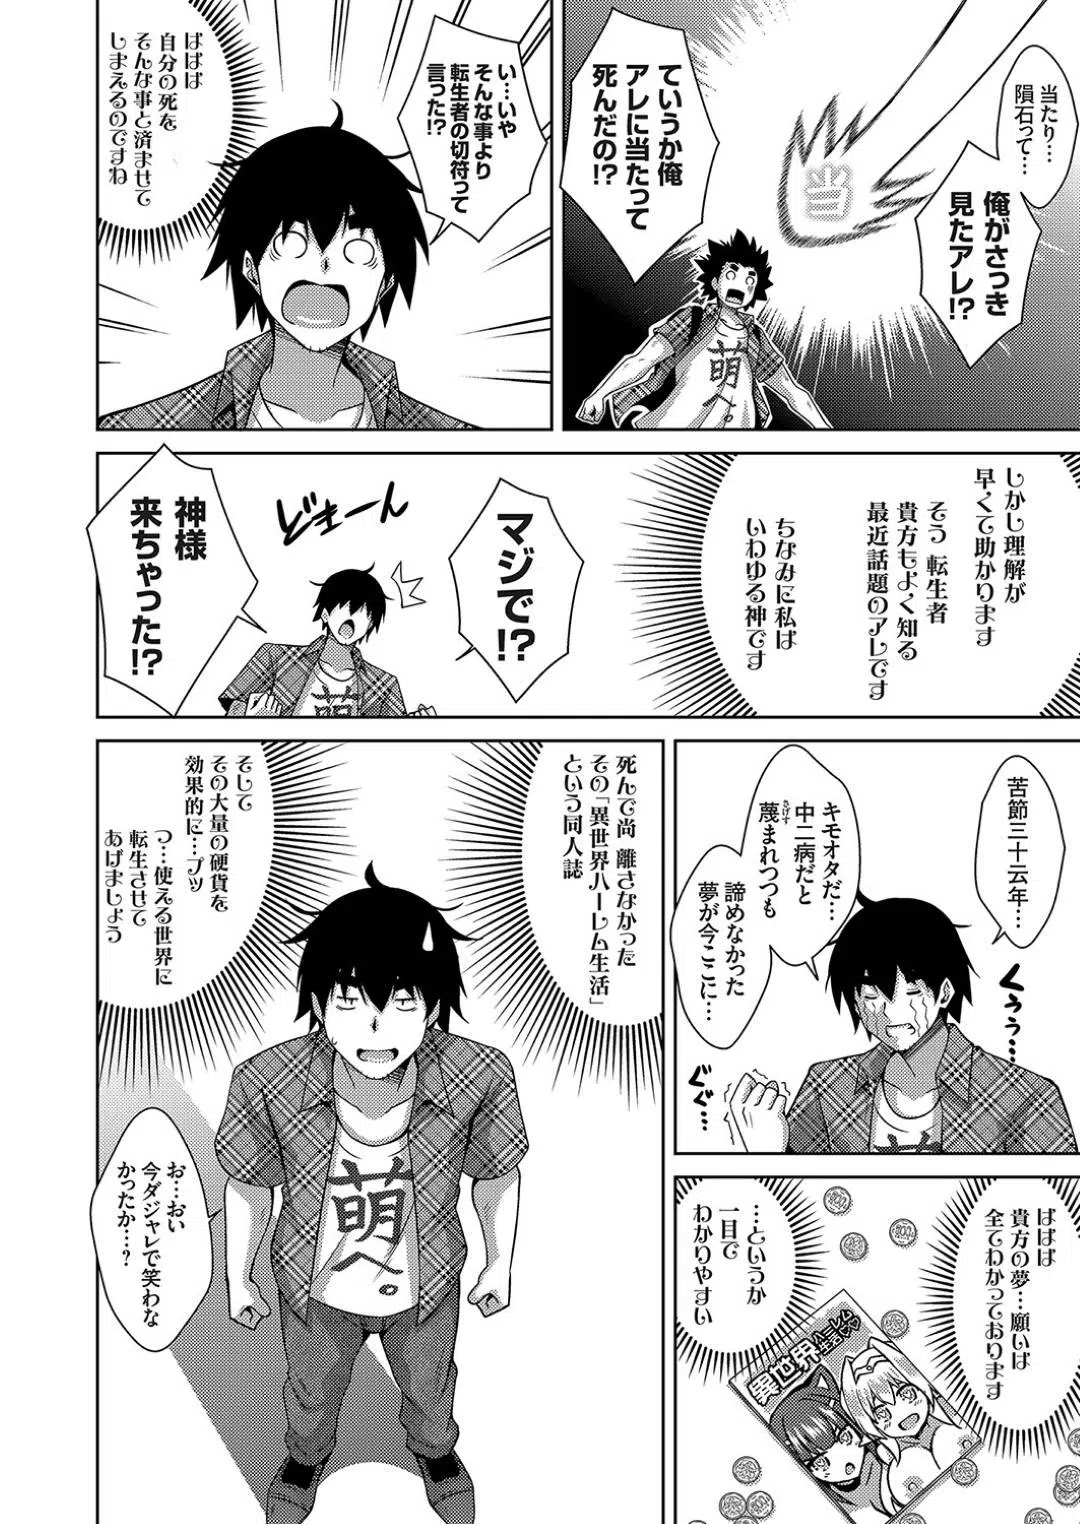 当たり…
隕石って…
俺がさっき
見たアレ!?
当
ていうか俺
アレに当たって
死んだの!?
萌
へ。
い…いや
そんな事より
転生者の切符って
言った!?
ははは
自分の死を
そんな事と済ませて
しまえるのですね
しかし理解が
早くて助かります
そう 転生者
貴方もよく知る
最近話題のアレです
ちなみに私は
いわゆる神です
マジで!?
どきーん
神様
来ちゃった!?
萌
苦節三十云年…
くうぅ…
キモオタだ…
中二病だと
蔑まれつつも
さげす
諦めなかった
夢が今ここに…
ぐぐ…
萌
ははは
貴方の夢…願いは
全てわかっております
…というか
一目で
わかりやすい
異世界
死んで尚 離さなかった
その「異世界ハーレム生活」
という同人誌
そして
その大量の硬貨を
効果的に…プッ
つ…使える世界に
転生させて
あげましょう
萌
へ。
お…おい
今ダジャレで笑わな
かったか…?